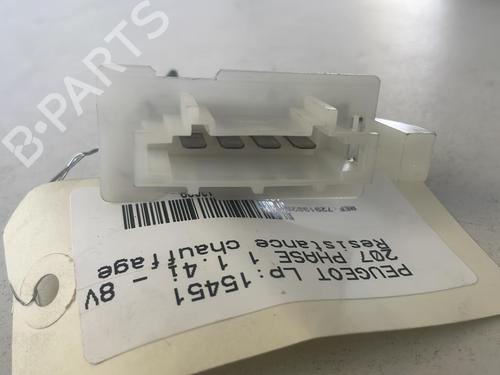 B-PARTS
PEUGEOT LP:15451
207 PHASE 1 1.4i - 8V
Resistance chauffage